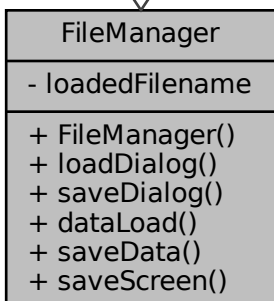 FileManager
- loadedFilename
+ FileManager()
+ loadDialog()
+ saveDialog()
+ dataLoad()
+ saveData()
+ saveScreen()